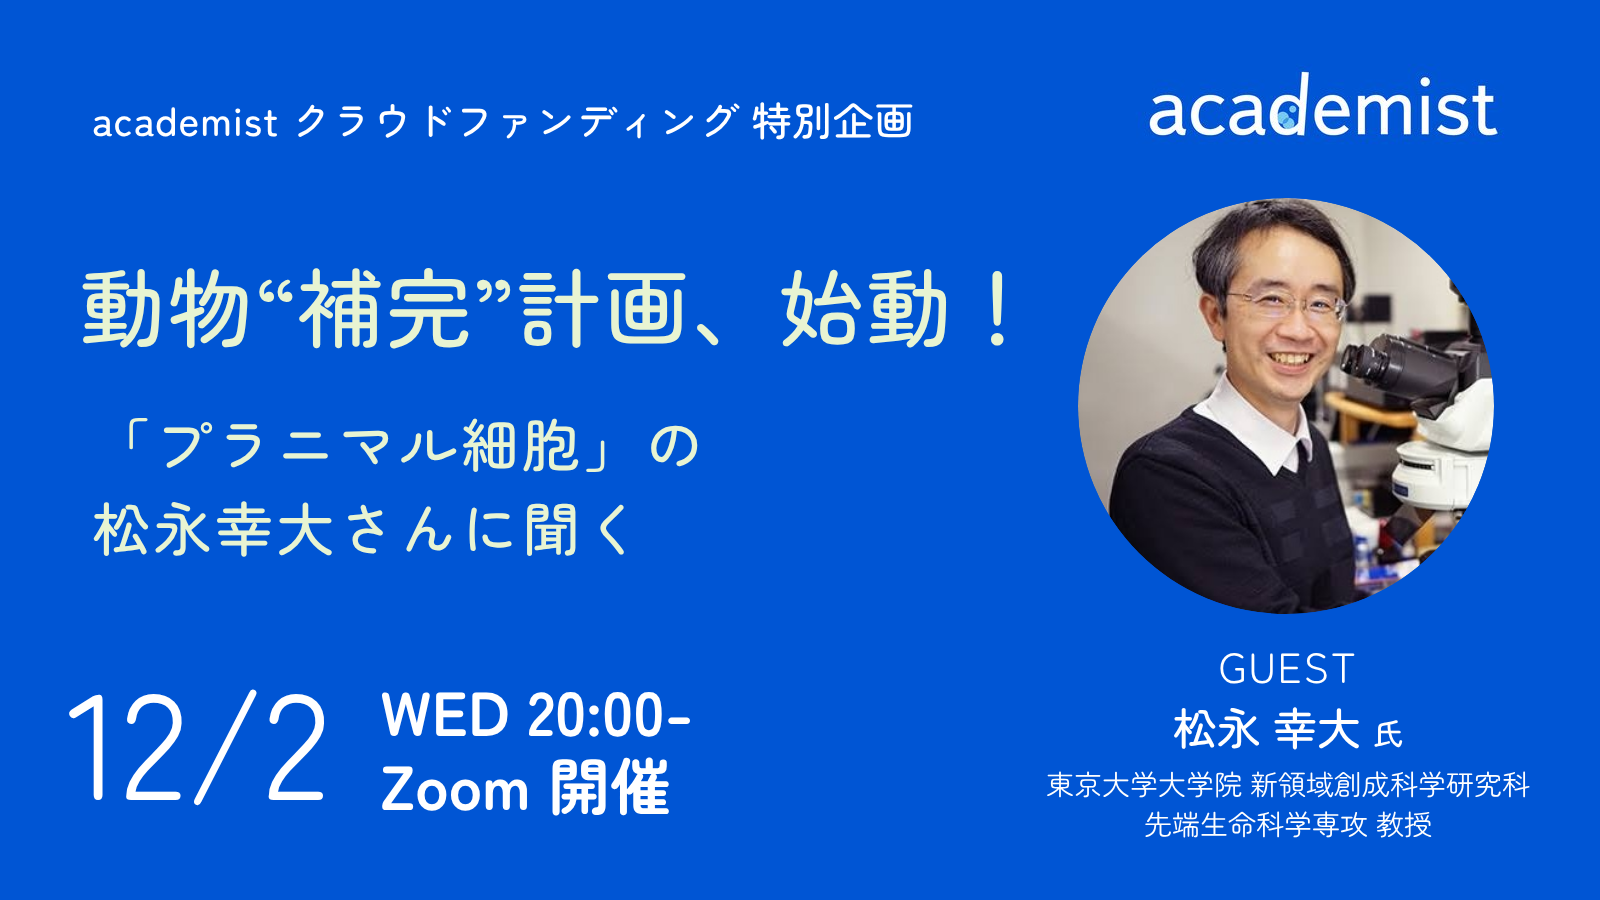 academist クラウドファンディング 特別企画
academist
動物“補完”計画、始動！
「プラニマル細胞」の
松永幸大さんに聞く
12/2
WED 20:00-
Zoom 開催
GUEST
松永 幸大 氏
東京大学大学院 新領域創成科学研究科
先端生命科学専攻 教授